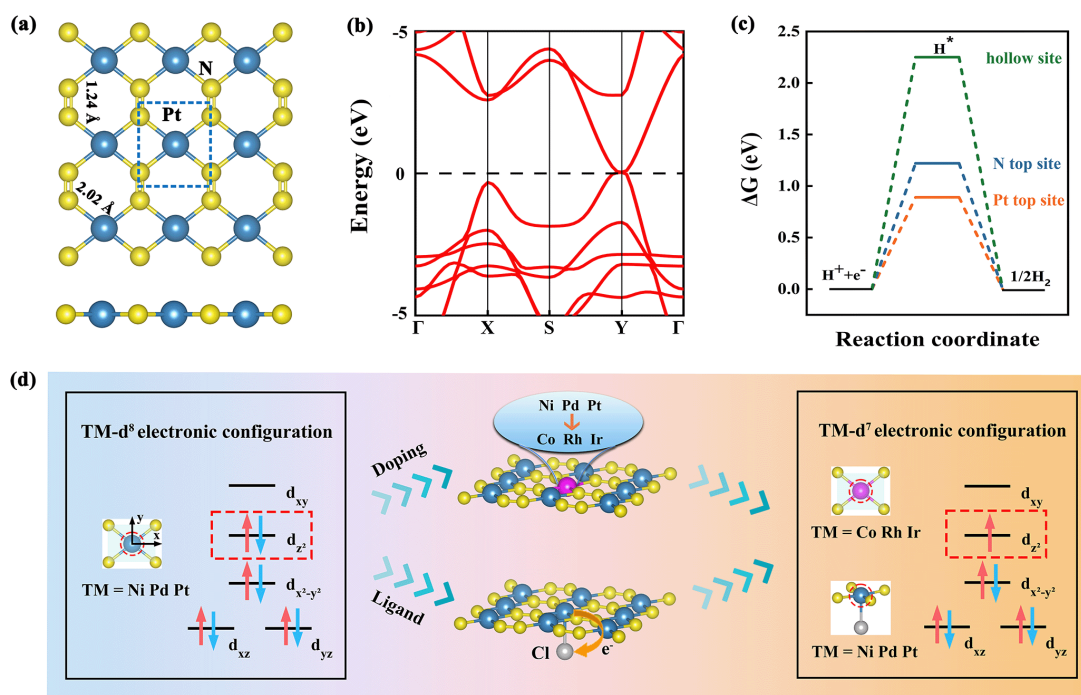 (a)
N
1.24 Å
Pt
2.02 Å
(b)
Energy (eV)
-5
0
-5
Γ X S Y Γ
(c)
ΔG (eV)
2.5
2.0
1.5
1.0
0.5
0.0
H*
hollow site
N top site
Pt top site
H⁺+e⁻
1/2H₂
Reaction coordinate
(d)
TM-d⁸ electronic configuration
d_xy
d_z²
d_x²-y²
d_xz
d_yz
y
x
TM = Ni Pd Pt
Doping
Ni Pd Pt
Co Rh Ir
Ligand
Cl
e⁻
TM-d⁷ electronic configuration
d_xy
d_z²
d_x²-y²
d_xz
d_yz
TM = Co Rh Ir
TM = Ni Pd Pt